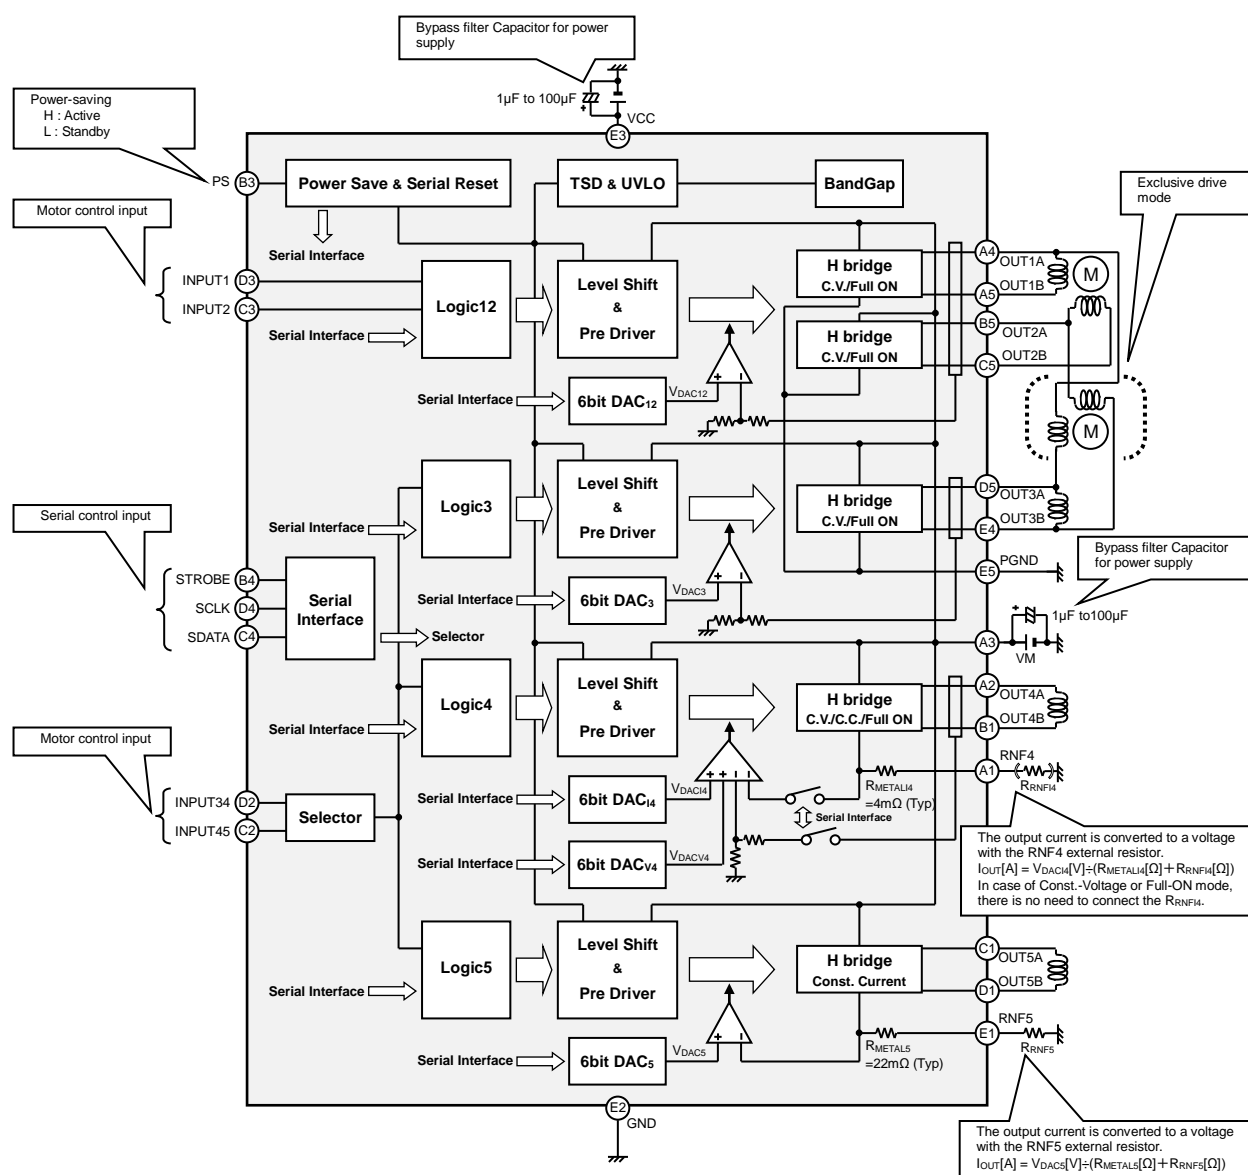 Bypass filter Capacitor for power
supply
1µF to 100µF
+
VCC
E3
Power-saving
H : Active
L : Standby
PS
B3
Power Save & Serial Reset
TSD & UVLO
BandGap
Exclusive drive
mode
Motor control input
Serial Interface
INPUT1
D3
INPUT2
C3
Logic12
Level Shift
&
Pre Driver
H bridge
C.V./Full ON
A4
OUT1A
M
A5
OUT1B
Serial Interface
H bridge
C.V./Full ON
B5
OUT2A
C5
OUT2B
Serial Interface
6bit DAC12
VDAC12
+
−
M
Logic3
Level Shift
&
Pre Driver
H bridge
C.V./Full ON
D5
OUT3A
E4
OUT3B
Serial control input
Serial Interface
Bypass filter Capacitor
for power supply
E5
PGND
STROBE
B4
SCLK
D4
SDATA
C4
Serial
Interface
Selector
Serial Interface
6bit DAC3
VDAC3
+
−
+
1µF to100µF
A3
VM
Logic4
Level Shift
&
Pre Driver
H bridge
C.V./C.C./Full ON
A2
OUT4A
B1
OUT4B
Serial Interface
Motor control input
RNF4
A1
RRNFI4
RMETALI4
=4mΩ (Typ)
Serial Interface
+
+
−
−
INPUT34
D2
INPUT45
C2
Selector
Serial Interface
6bit DACI4
VDACI4
Serial Interface
6bit DACV4
VDACV4
The output current is converted to a voltage
with the RNF4 external resistor.
IOUT[A] = VDACI4[V]÷(RMETALI4[Ω]+RRNFI4[Ω])
In case of Const.-Voltage or Full-ON mode,
there is no need to connect the RRNFI4.
Logic5
Level Shift
&
Pre Driver
H bridge
Const. Current
C1
OUT5A
D1
OUT5B
Serial Interface
RNF5
E1
RRNF5
RMETAL5
=22mΩ (Typ)
Serial Interface
6bit DAC5
VDAC5
+
−
E2
GND
The output current is converted to a voltage
with the RNF5 external resistor.
IOUT[A] = VDAC5[V]÷(RMETAL5[Ω]+RRNF5[Ω])